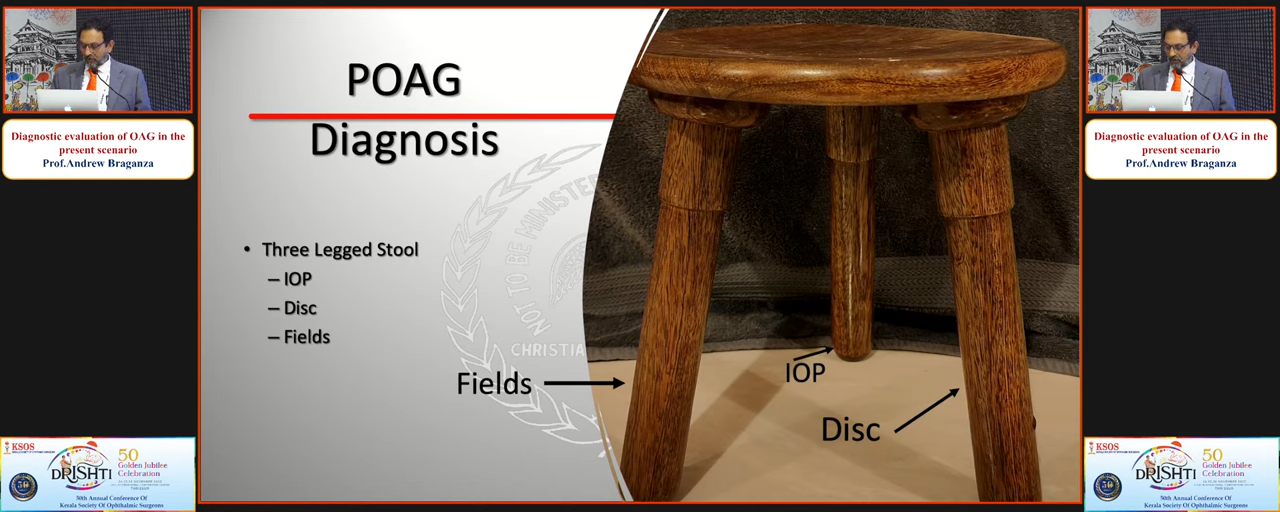 Diagnostic evaluation of OAG in the
present scenario
Prof.Andrew Braganza
KSOS
50
Golden Jubilee
Celebration
DRISHTI
50th Annual Conference Of
Kerala Society Of Ophthalmic Surgeons
POAG
Diagnosis
• Three Legged Stool
– IOP
– Disc
– Fields
NOT TO BE MINISTE
CHRISTIA
Fields
IOP
Disc
Diagnostic evaluation of OAG in the
present scenario
Prof.Andrew Braganza
KSOS
50
Golden Jubilee
Celebration
DRISHTI
50th Annual Conference Of
Kerala Society Of Ophthalmic Surgeons